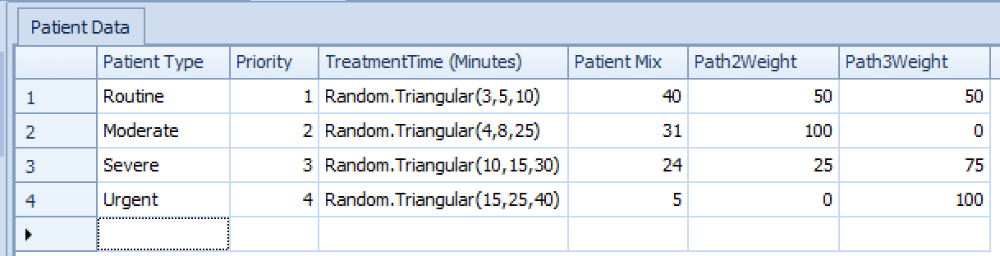 Patient Data
Patient Type Priority TreatmentTime (Minutes) Patient Mix Path2Weight Path3Weight
1 Routine 1 Random.Triangular(3,5,10) 40 50 50
2 Moderate 2 Random.Triangular(4,8,25) 31 100 0
3 Severe 3 Random.Triangular(10,15,30) 24 25 75
4 Urgent 4 Random.Triangular(15,25,40) 5 0 100